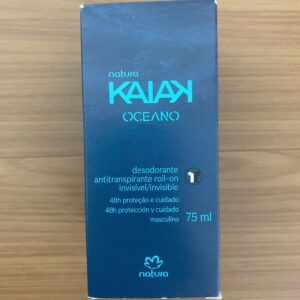 natura
KAIAK
OCEANO
desodorante
antitranspirante roll-on
invisível/invisible
48h proteção e cuidado
48h protección y cuidado
masculino 75 ml
natura